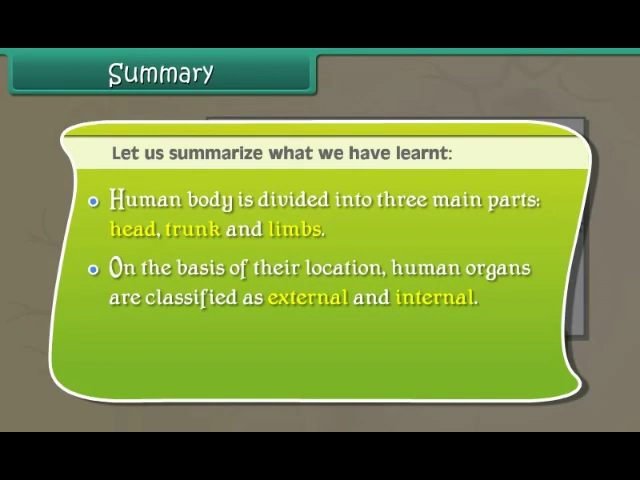 Summary
Let us summarize what we have learnt:
Human body is divided into three main parts:
head, trunk and limbs.
On the basis of their location, human organs
are classified as external and internal.